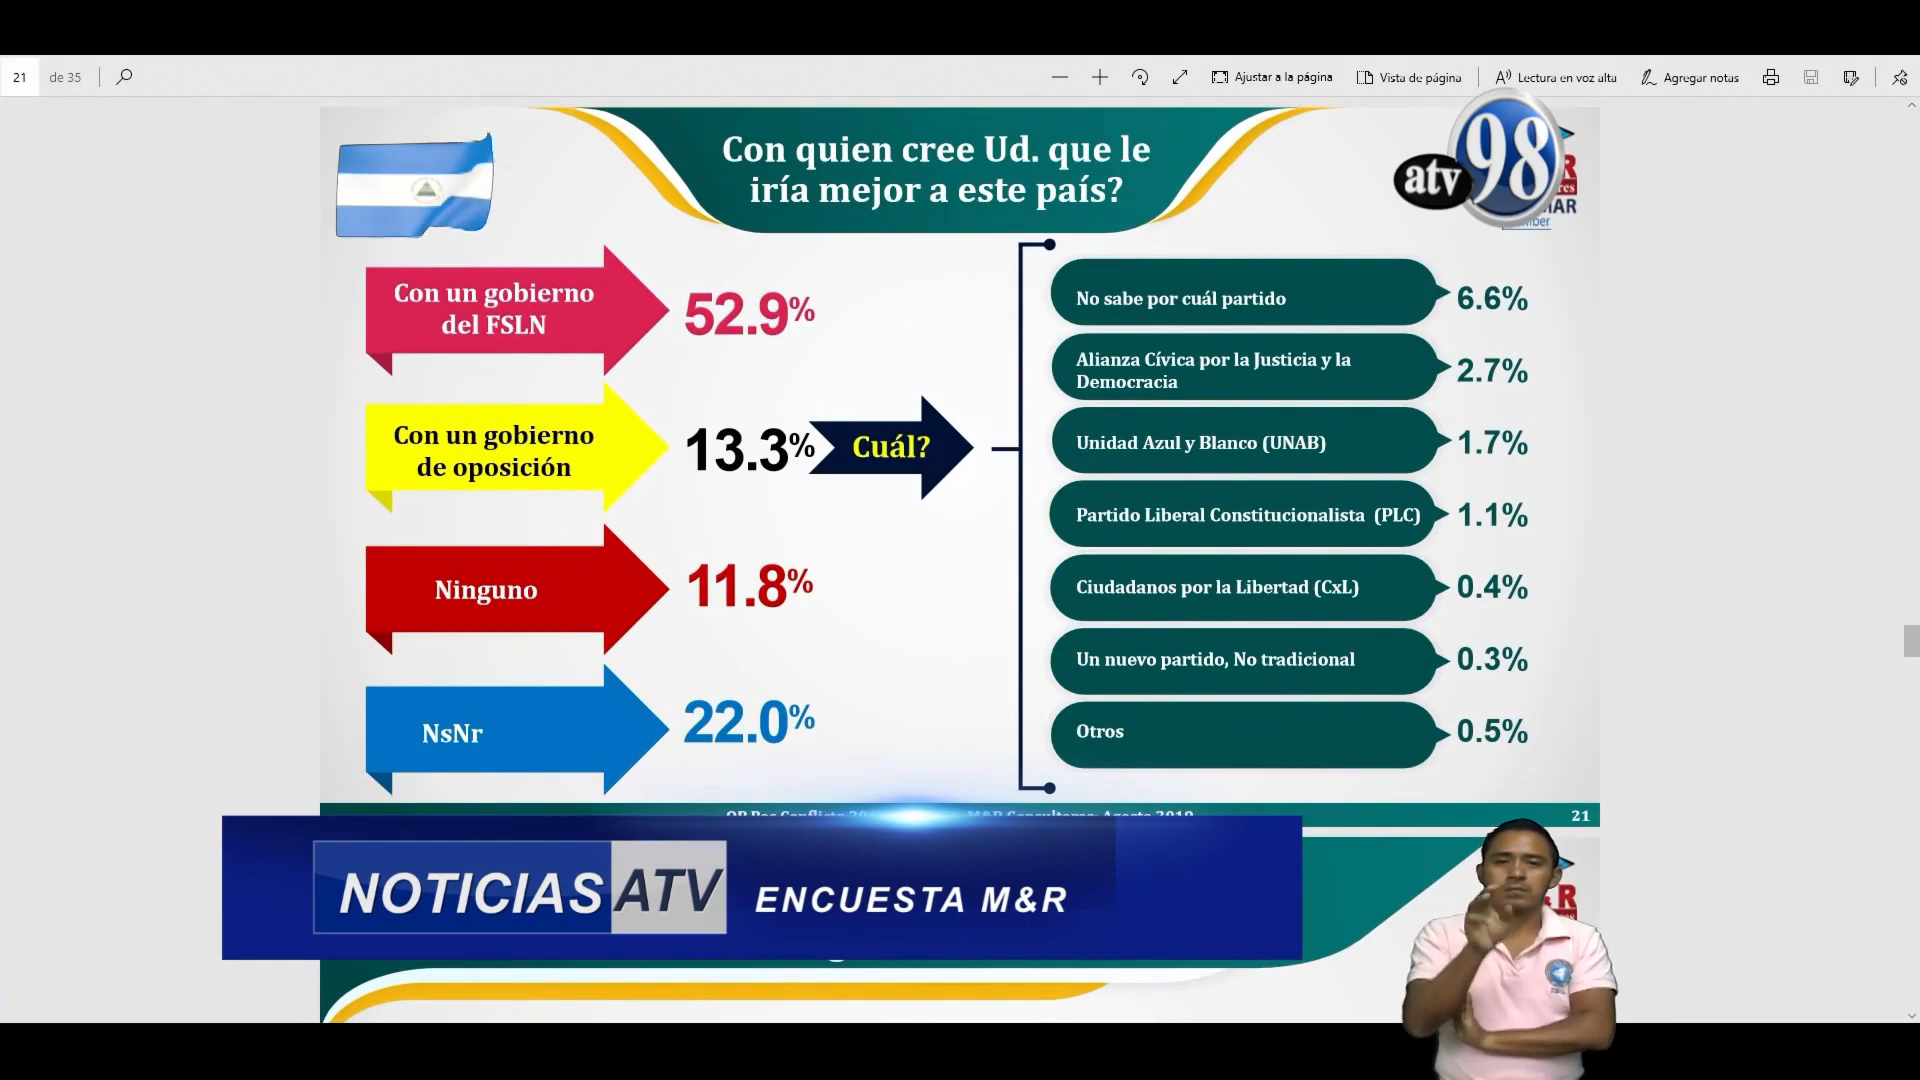 21 de 35
Ajustar a la página
Vista de página
Lectura en voz alta
Agregar notas
Con quien cree Ud. que le
iría mejor a este país?
atv 98
Con un gobierno
del FSLN
52.9%
Con un gobierno
de oposición
13.3%
Cuál?
Ninguno
11.8%
NsNr
22.0%
No sabe por cuál partido
6.6%
Alianza Cívica por la Justicia y la
Democracia
2.7%
Unidad Azul y Blanco (UNAB)
1.7%
Partido Liberal Constitucionalista (PLC)
1.1%
Ciudadanos por la Libertad (CxL)
0.4%
Un nuevo partido, No tradicional
0.3%
Otros
0.5%
M&R Consultores: Agosto 2019
21
NOTICIAS ATV
ENCUESTA M&R